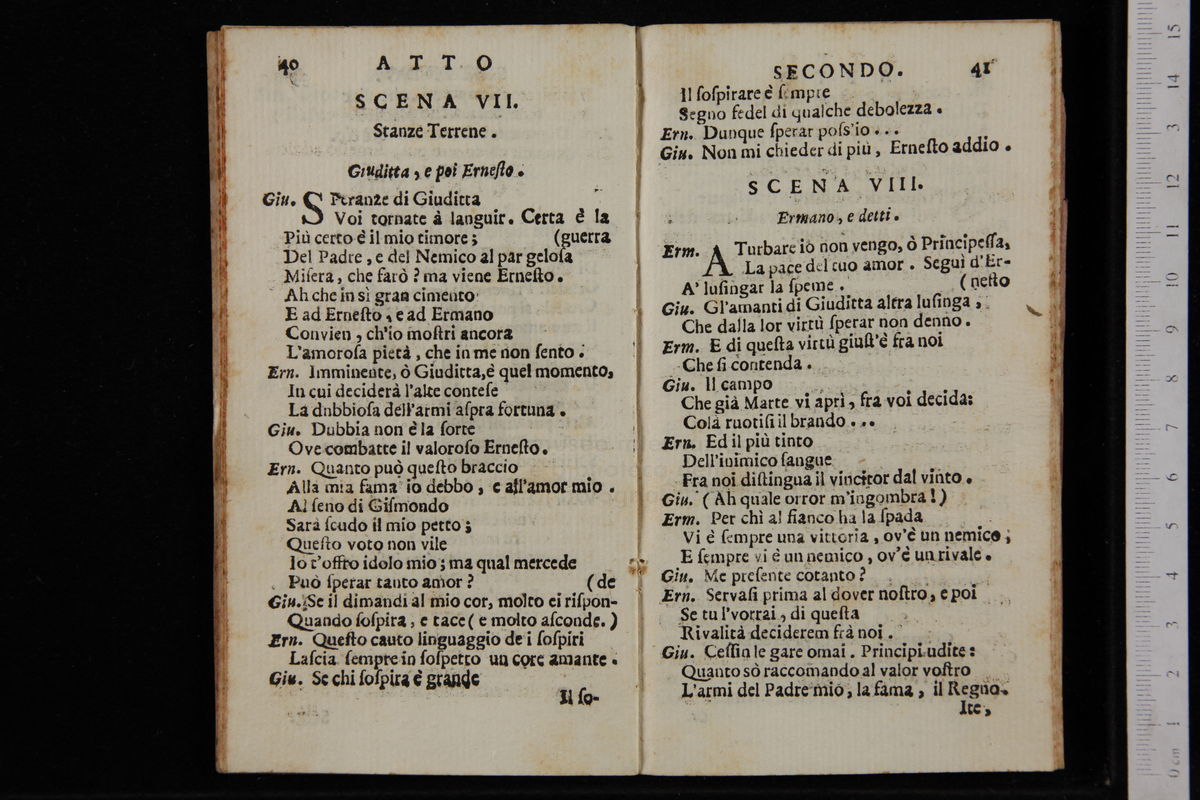 40 ATTO
SCENA VII.
Stanze Terrene.
Giuditta, e poi Ernesto.
Giu. SPeranze di Giuditta
Voi tornate à languir. Certa è la
Più certo è il mio timore; (guerra
Del Padre, e del Nemico al par gelosa
Misera, che farò? ma viene Ernesto.
Ah che in sì gran cimento
E ad Ernesto, e ad Ermano
Convien, ch'io mostri ancora
L'amorosa pietà, che in me non sento.
Ern. Imminente, ò Giuditta, è quel momento,
In cui deciderà l'alte contese
La dubbiosa dell'armi aspra fortuna.
Giu. Dubbia non è la sorte
Ove combatte il valoroso Ernesto.
Ern. Quanto può questo braccio
Alla mia fama io debbo, e all'amor mio.
Al seno di Gismondo
Sarà scudo il mio petto;
Questo voto non vile
Io t'offro idolo mio; ma qual mercede
Può sperar tanto amor? (de
Giu. Se il dimandi al mio cor, molto ei rispon-
Quando sospira, e tace (e molto asconde.)
Ern. Questo cauto linguaggio de i sospiri
Lascia sempre in sospetto un core amante.
Giu. Se chi sospira è grande
Il so-
SECONDO. 41
Il sospirare è sempre
Segno fedel di qualche debolezza.
Ern. Dunque sperar poss'io...
Giu. Non mi chieder di più, Ernesto addio.
SCENA VIII.
Ermano, e detti.
Erm. A Turbare io non vengo, ò Principessa,
La pace del tuo amor. Seguì d'Er-
A' lusingar la speme. (nesto
Giu. Gl'amanti di Giuditta altra lusinga,
Che dalla lor virtù sperar non denno.
Erm. E di questa virtù giust'è frà noi
Che si contenda.
Giu. Il campo
Che già Marte vi aprì, frà voi decida:
Colà ruotisi il brando...
Ern. Ed il più tinto
Dell'inimico sangue
Frà noi distingua il vincitor dal vinto.
Giu. (Ah quale orror m'ingombra!)
Erm. Per chì al fianco ha la spada
Vi è sempre una vittoria, ov'è un nemico;
E sempre vi è un nemico, ov'è un rivale.
Giu. Me presente cotanto?
Ern. Servasi prima al dover nostro, e poi
Se tu l'vorrai, di questa
Rivalità deciderem frà noi.
Giu. Cessin le gare omai. Principi udite:
Quanto sò raccomando al valor vostro
L'armi del Padre mio, la fama, il Regno.
Ite,